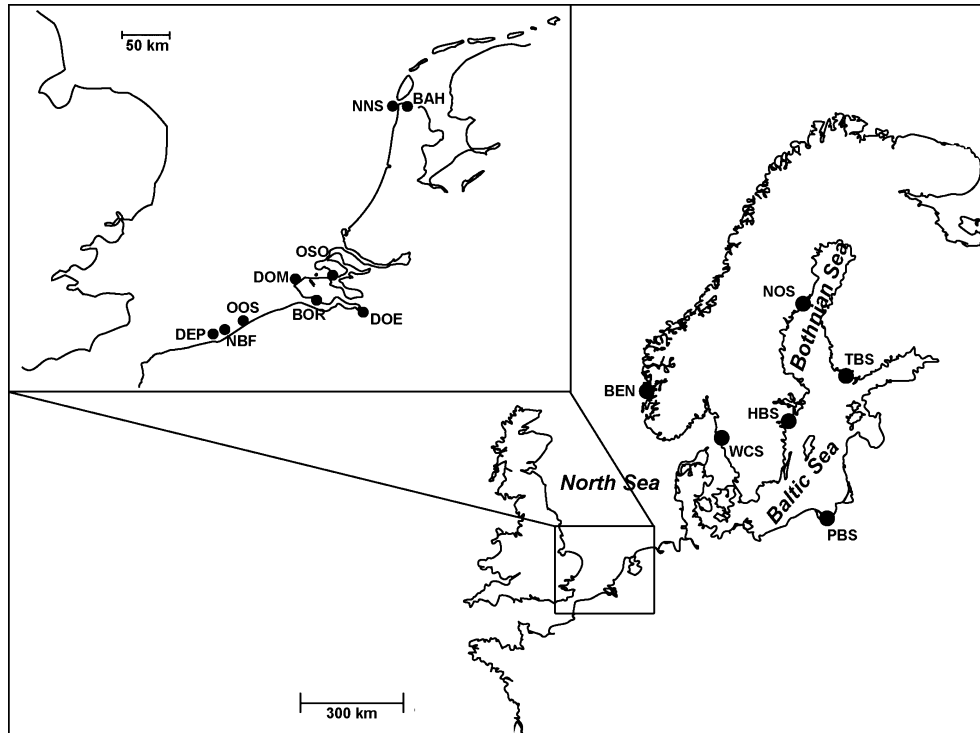 50 km
NNS
BAH
OSO
DOM
BOR
DOE
OOS
DEP
NBF
NOS
Bothnian Sea
TBS
BEN
HBS
WCS
Baltic Sea
North Sea
PBS
300 km